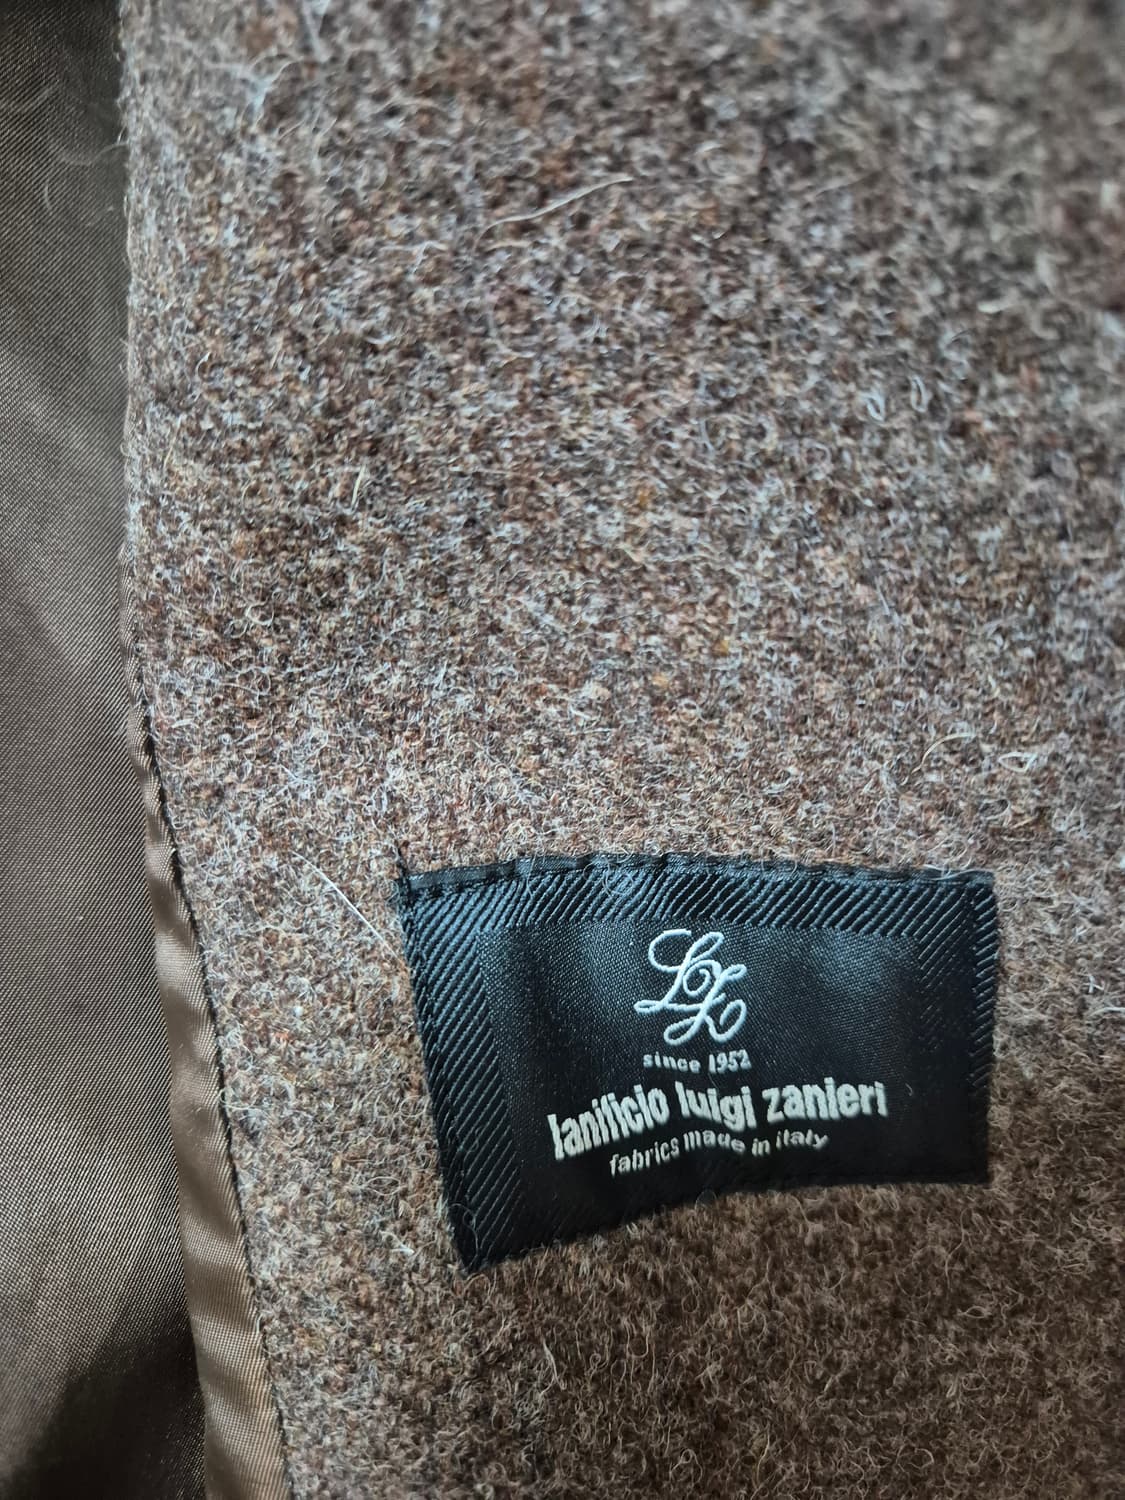 LZ
since 1952
lanificio luigi zanieri
fabrics made in italy